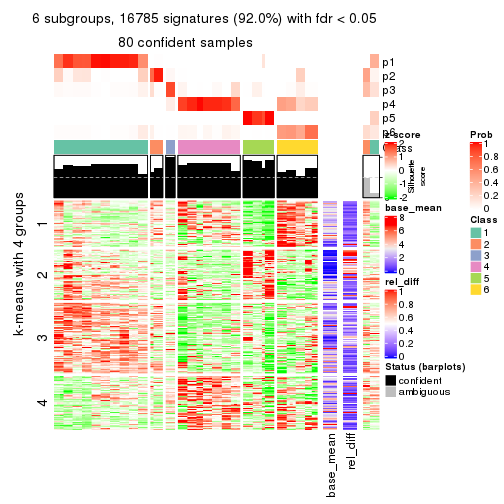 6 subgroups, 16785 signatures (92.0%) with fdr < 0.05
80 confident samples
p1
p2
p3
p4
p5
p6
Class
Silhouette
score
k-means with 4 groups
1
2
3
4
base_mean
rel_diff
z-score
2
1
0
-1
-2
base_mean
8
6
4
2
0
rel_diff
1
0.8
0.6
0.4
0.2
0
Status (barplots)
confident
ambiguous
Prob
1
0.8
0.6
0.4
0.2
0
Class
1
2
3
4
5
6